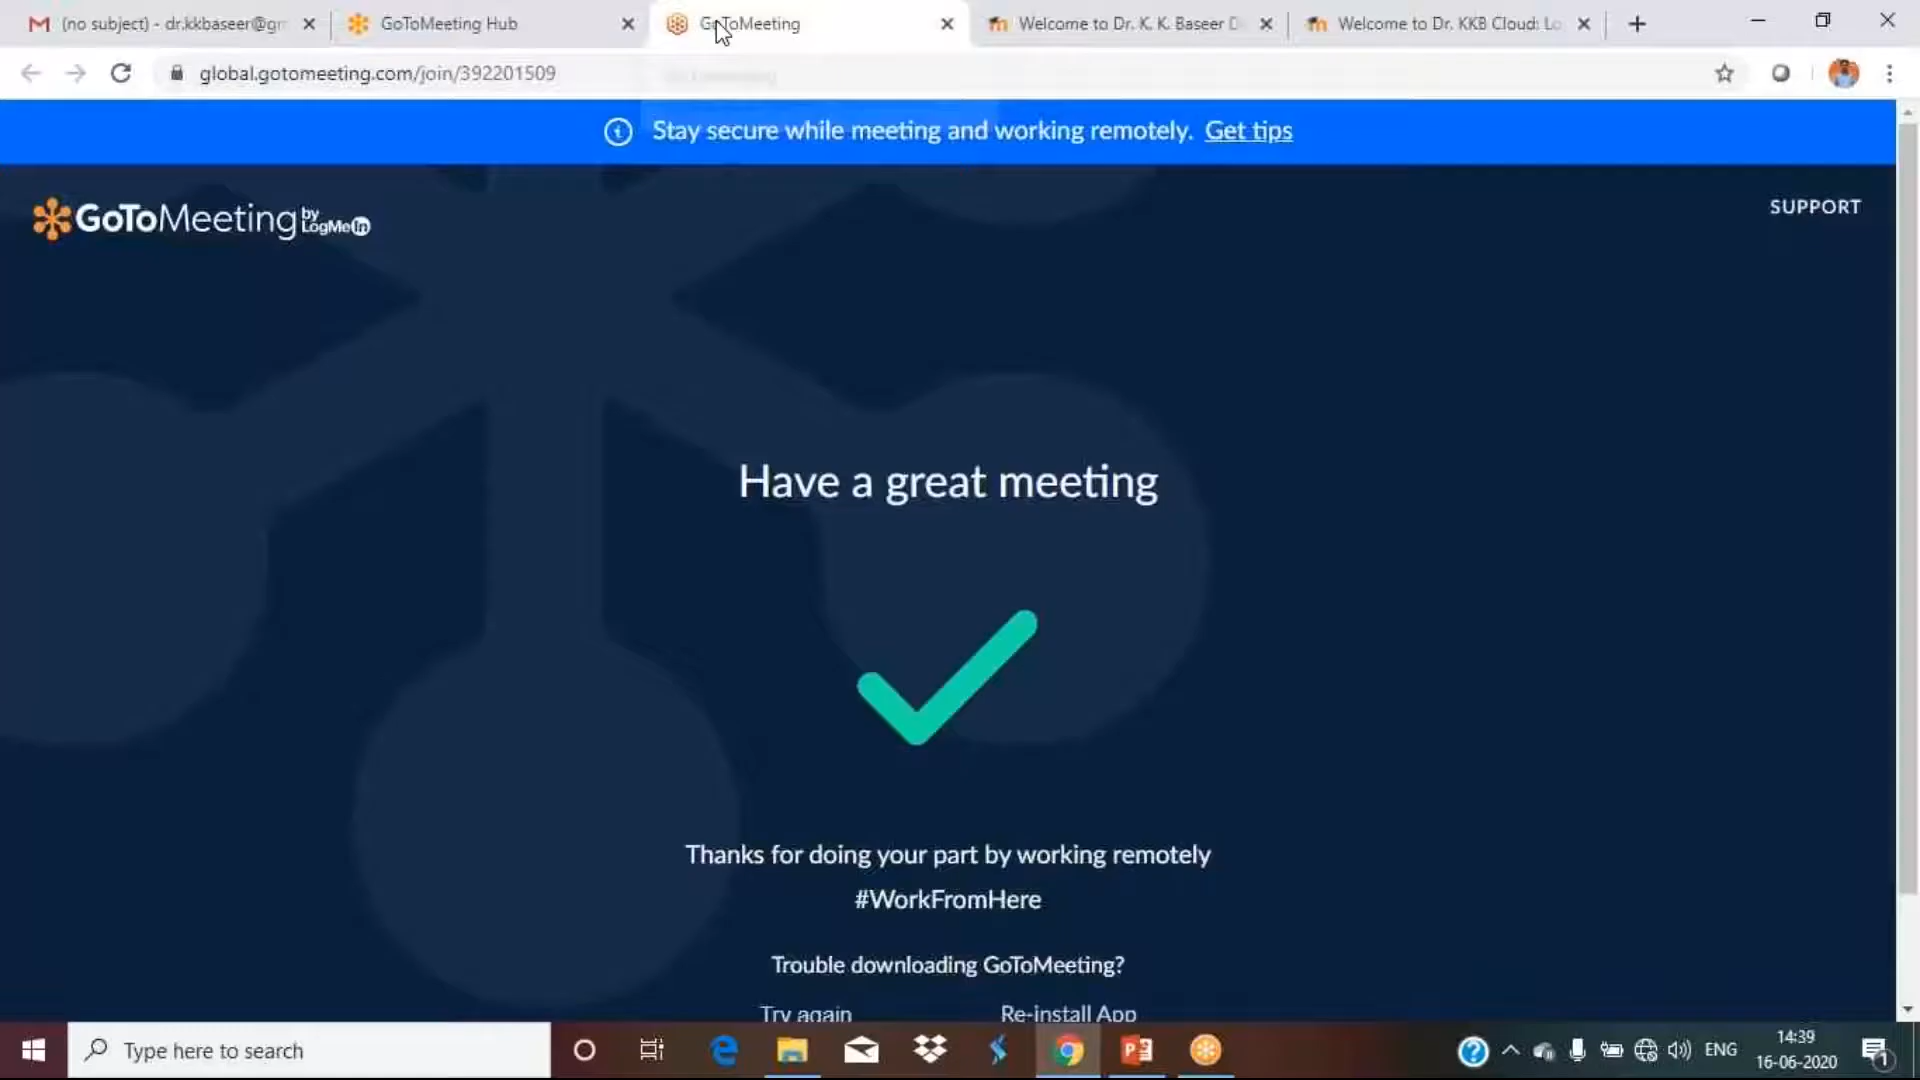 (no subject) - dr.kkbaseer@gm
GoToMeeting Hub
GoToMeeting
Welcome to Dr. K. K. Baseer D
Welcome to Dr. KKB Cloud: Lo
global.gotomeeting.com/join/392201509
Stay secure while meeting and working remotely. Get tips
GoToMeeting by LogMeIn
SUPPORT
Have a great meeting
Thanks for doing your part by working remotely
#WorkFromHere
Trouble downloading GoToMeeting?
Try again Re-install App
Type here to search
ENG
14:39
16-06-2020
1